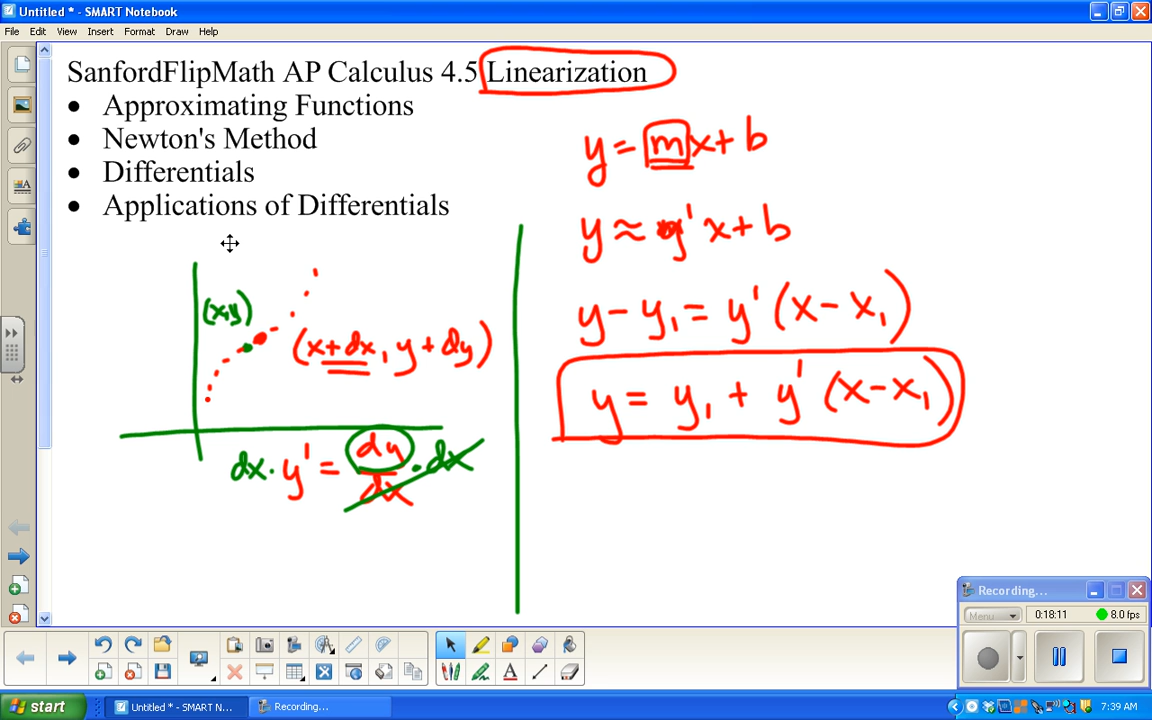 Untitled * - SMART Notebook
File Edit View Insert Format Draw Help
SanfordFlipMath AP Calculus 4.5 Linearization
• Approximating Functions
• Newton's Method
• Differentials
• Applications of Differentials
y = mx + b
y ≈ y' x + b
y - y₁ = y' (x - x₁)
y = y₁ + y' (x - x₁)
(x,y)
(x+dx, y+dy)
dx · y' = dy/dx · dx
Recording...
Menu
0:18:11
8.0 fps
start
Untitled * - SMART N...
Recording...
7:39 AM